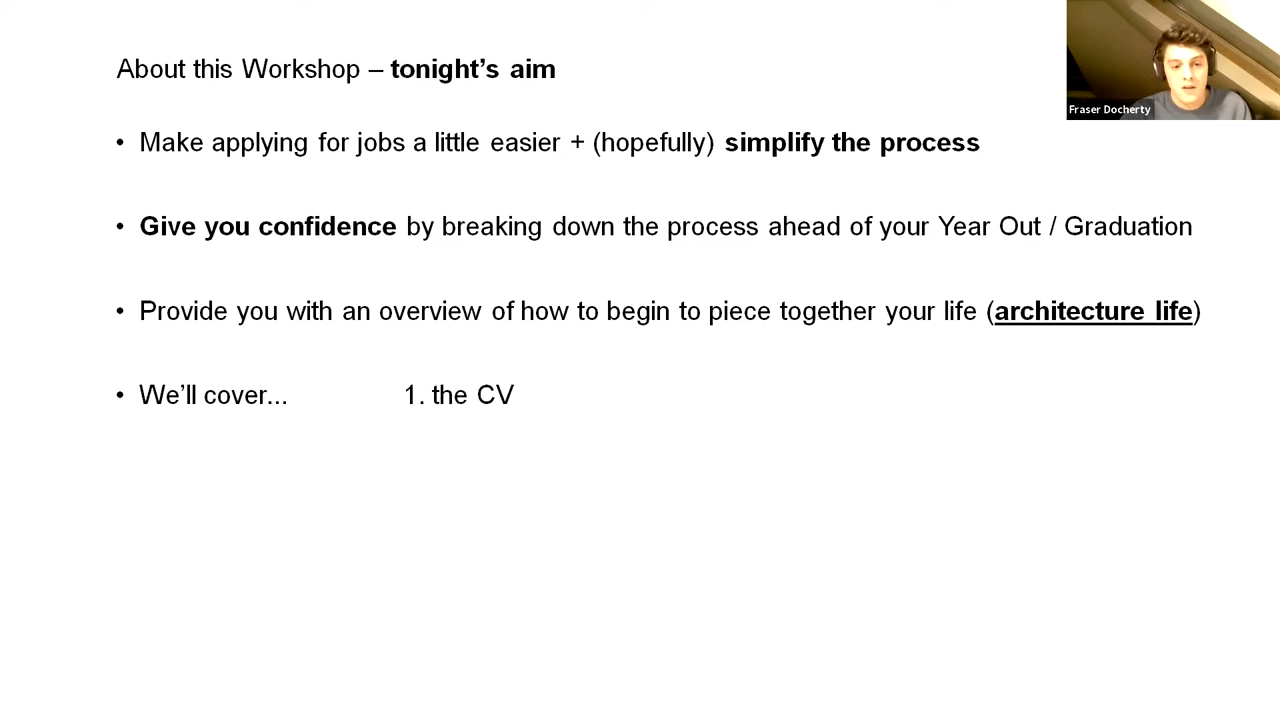 About this Workshop – tonight’s aim
Fraser Docherty
• Make applying for jobs a little easier + (hopefully) simplify the process
• Give you confidence by breaking down the process ahead of your Year Out / Graduation
• Provide you with an overview of how to begin to piece together your life (architecture life)
• We’ll cover... 1. the CV